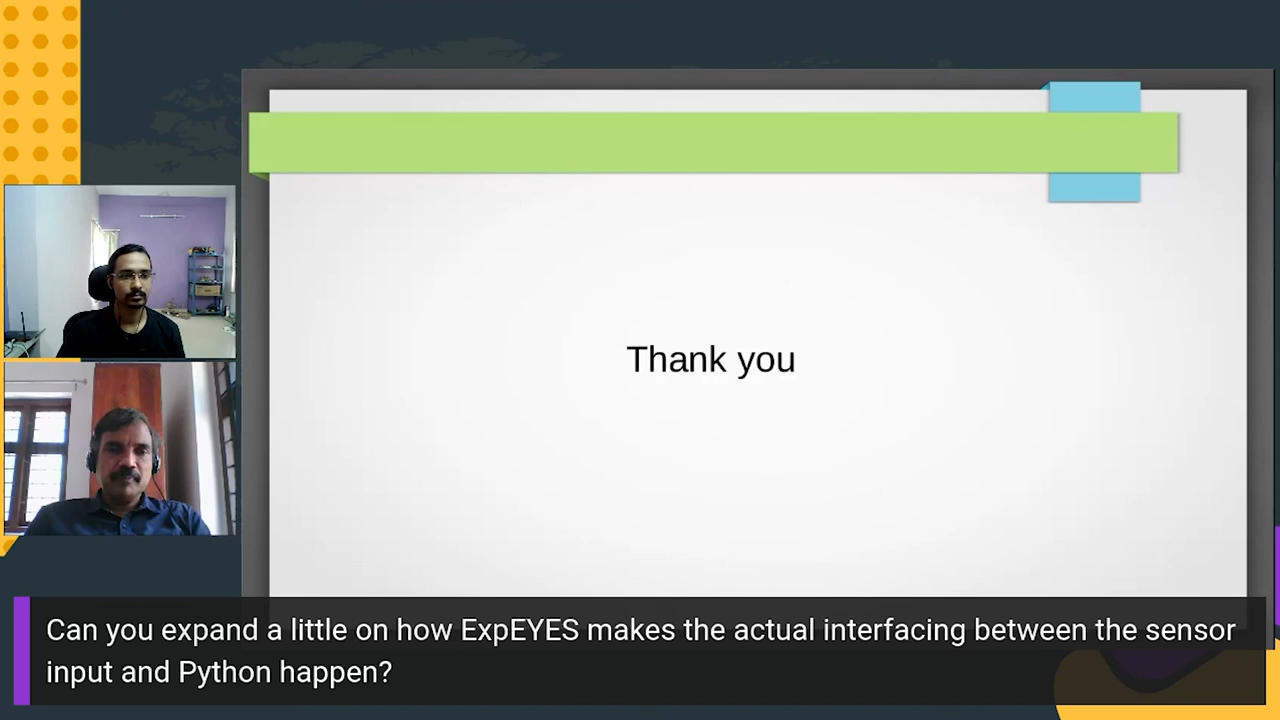 Thank you
Can you expand a little on how ExpEYES makes the actual interfacing between the sensor
input and Python happen?